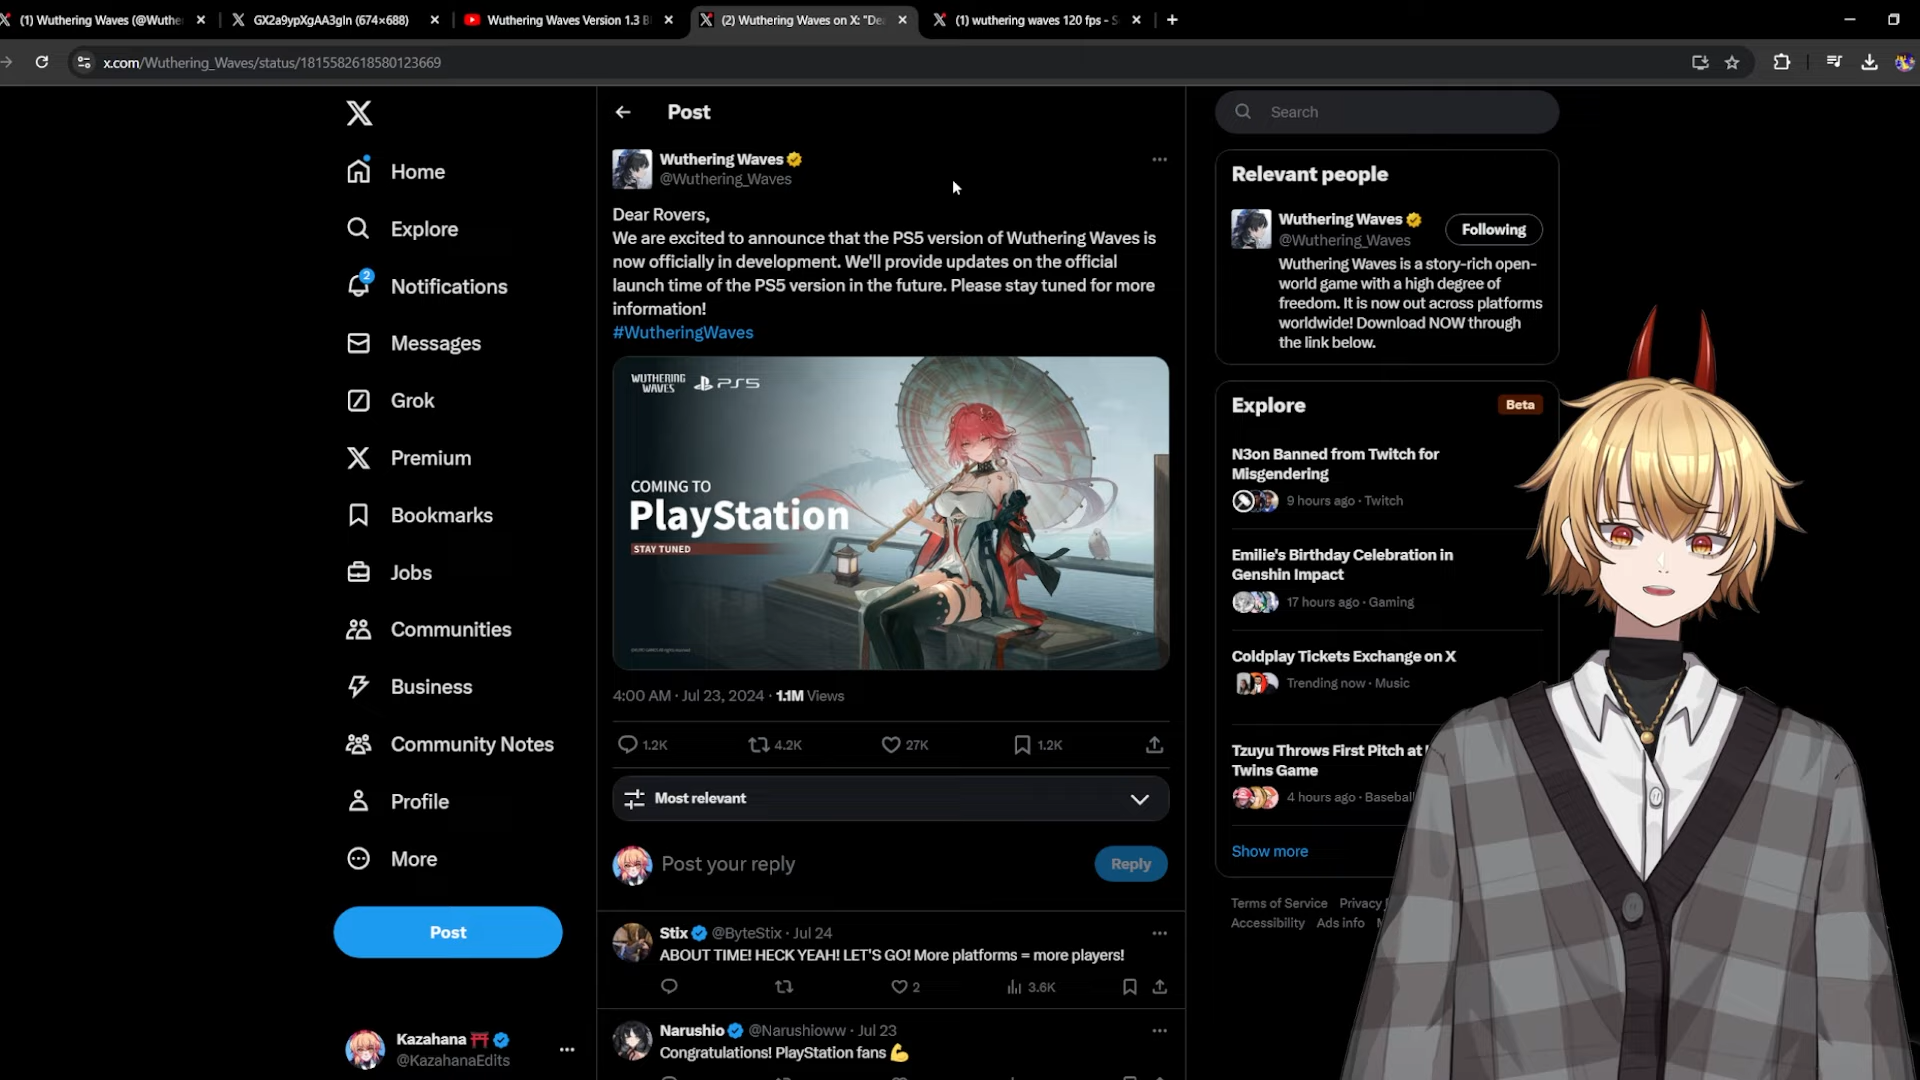 (1) Wuthering Waves (@Wuthe
GX2a9ypXgAA3gln (674×688)
Wuthering Waves Version 1.3 B
(2) Wuthering Waves on X: "De
(1) wuthering waves 120 fps - S
x.com/Wuthering_Waves/status/1815582618580123669
Home
Explore
2
Notifications
Messages
Grok
Premium
Bookmarks
Jobs
Communities
Business
Community Notes
Profile
More
Post
Kazahana
@KazahanaEdits
Post
Wuthering Waves
@Wuthering_Waves
Dear Rovers,
We are excited to announce that the PS5 version of Wuthering Waves is
now officially in development. We'll provide updates on the official
launch time of the PS5 version in the future. Please stay tuned for more
information!
#WutheringWaves
WUTHERING
WAVES
PS5
COMING TO
PlayStation
STAY TUNED
4:00 AM · Jul 23, 2024 · 1.1M Views
1.2K
4.2K
27K
1.2K
Most relevant
Post your reply
Reply
Stix @ByteStix · Jul 24
ABOUT TIME! HECK YEAH! LET'S GO! More platforms = more players!
2
3.6K
Narushio @Narushioww · Jul 23
Congratulations! PlayStation fans 💪
Search
Relevant people
Wuthering Waves
@Wuthering_Waves
Following
Wuthering Waves is a story-rich open-
world game with a high degree of
freedom. It is now out across platforms
worldwide! Download NOW through
the link below.
Explore
Beta
N3on Banned from Twitch for
Misgendering
9 hours ago · Twitch
Emilie's Birthday Celebration in
Genshin Impact
17 hours ago · Gaming
Coldplay Tickets Exchange on X
Trending now · Music
Tzuyu Throws First Pitch at
Twins Game
4 hours ago · Baseball
Show more
Terms of Service Privacy
Accessibility Ads info